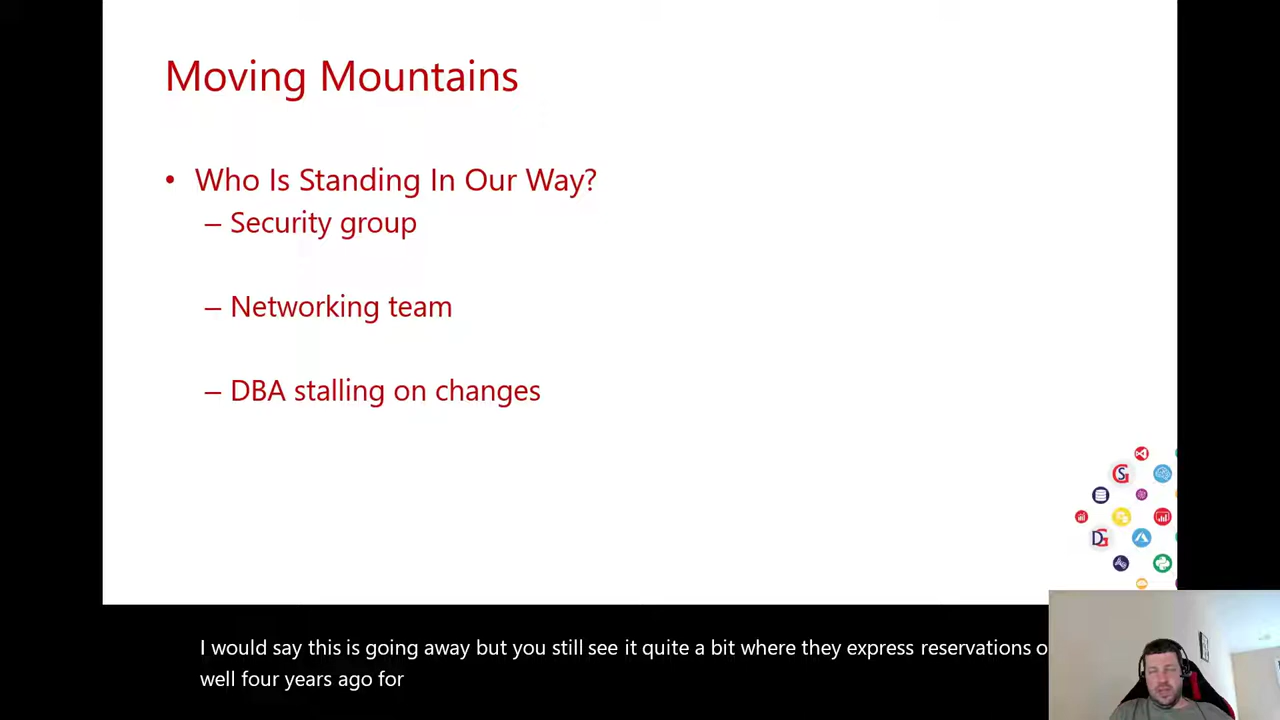 Moving Mountains
• Who Is Standing In Our Way?
– Security group
– Networking team
– DBA stalling on changes
I would say this is going away but you still see it quite a bit where they express reservations
well four years ago for